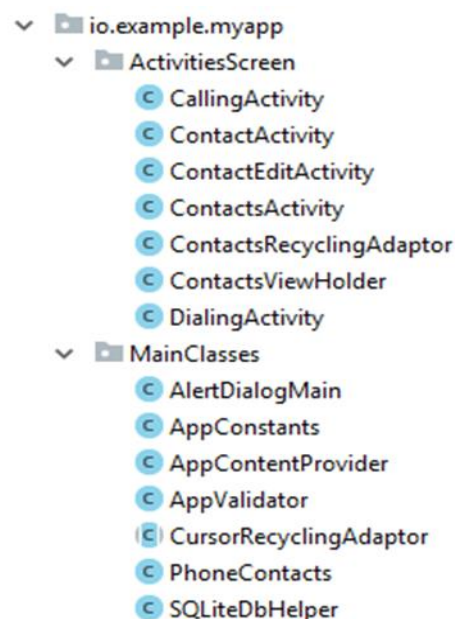 io.example.myapp
ActivitiesScreen
C CallingActivity
C ContactActivity
C ContactEditActivity
C ContactsActivity
C ContactsRecyclingAdaptor
C ContactsViewHolder
C DialingActivity
MainClasses
C AlertDialogMain
C AppConstants
C AppContentProvider
C AppValidator
C CursorRecyclingAdaptor
C PhoneContacts
C SQLiteDbHelper